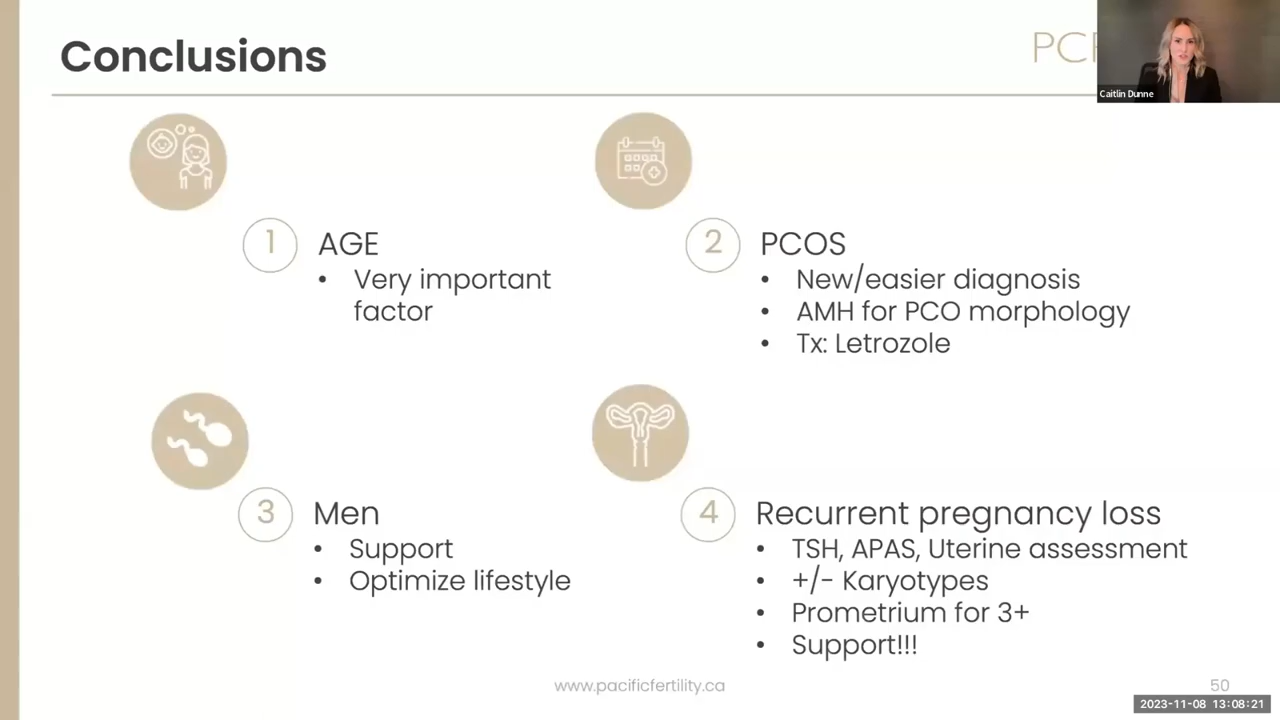 Conclusions
Caitlin Dunne
1
AGE
• Very important
factor
2
PCOS
• New/easier diagnosis
• AMH for PCO morphology
• Tx: Letrozole
3
Men
• Support
• Optimize lifestyle
4
Recurrent pregnancy loss
• TSH, APAS, Uterine assessment
• +/- Karyotypes
• Prometrium for 3+
• Support!!!
www.pacificfertility.ca
50
2023-11-08 13:08:21